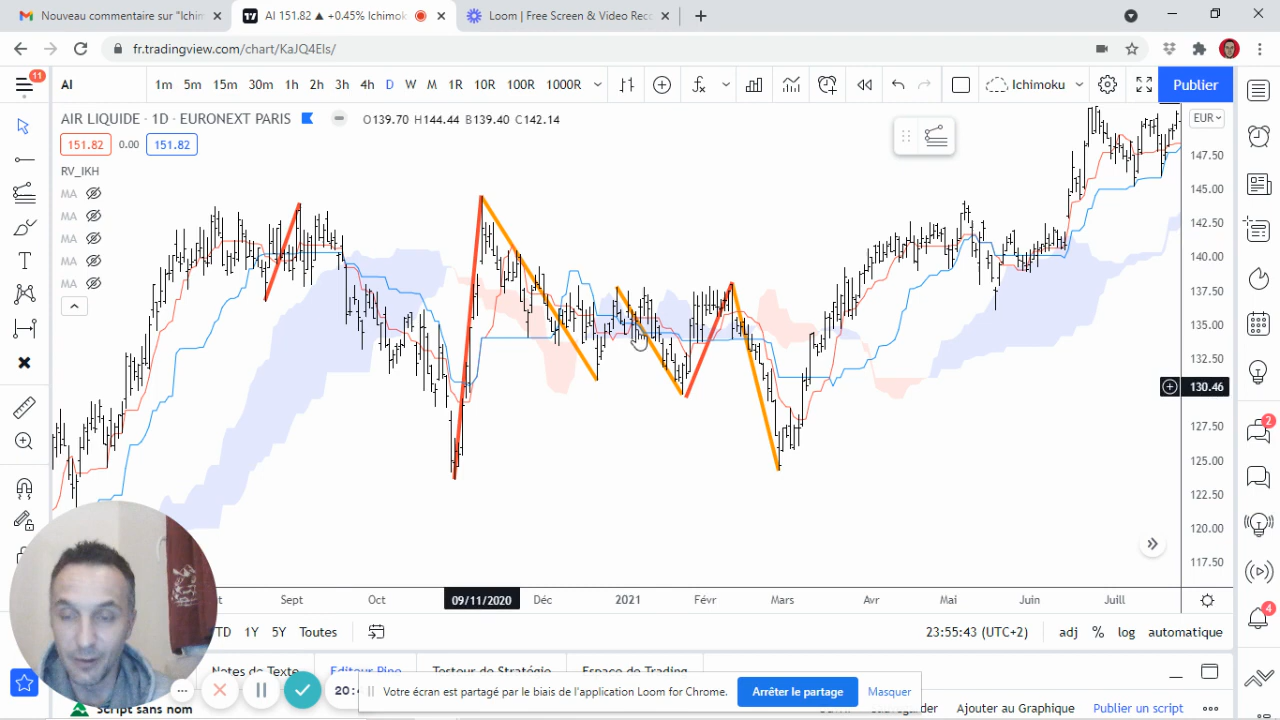 Nouveau commentaire sur "Ichim
AI 151.82 ▲ +0.45% Ichimok
Loom | Free Screen & Video Rec
fr.tradingview.com/chart/KaJQ4EIs/
11
AI
1m 5m 15m 30m 1h 2h 3h 4h D W M 1R 10R 100R 1000R
Ichimoku
Publier
AIR LIQUIDE · 1D · EURONEXT PARIS
O139.70 H144.44 B139.40 C142.14
EUR
151.82 0.00 151.82
RV_IKH
MA
MA
MA
MA
MA
147.50
145.00
142.50
140.00
137.50
135.00
132.50
130.46
127.50
125.00
122.50
120.00
117.50
2
4
Sept Oct 09/11/2020 Déc 2021 Févr Mars Avr Mai Juin Juill
TD 1Y 5Y Toutes
23:55:43 (UTC+2) adj % log automatique
Notes de Texte Éditeur Pine Testeur de Stratégie Espace de Trading
20:4
Votre écran est partagé par le biais de l'application Loom for Chrome. Arrêter le partage Masquer
Script sans nom
Ajouter au Graphique Publier un script